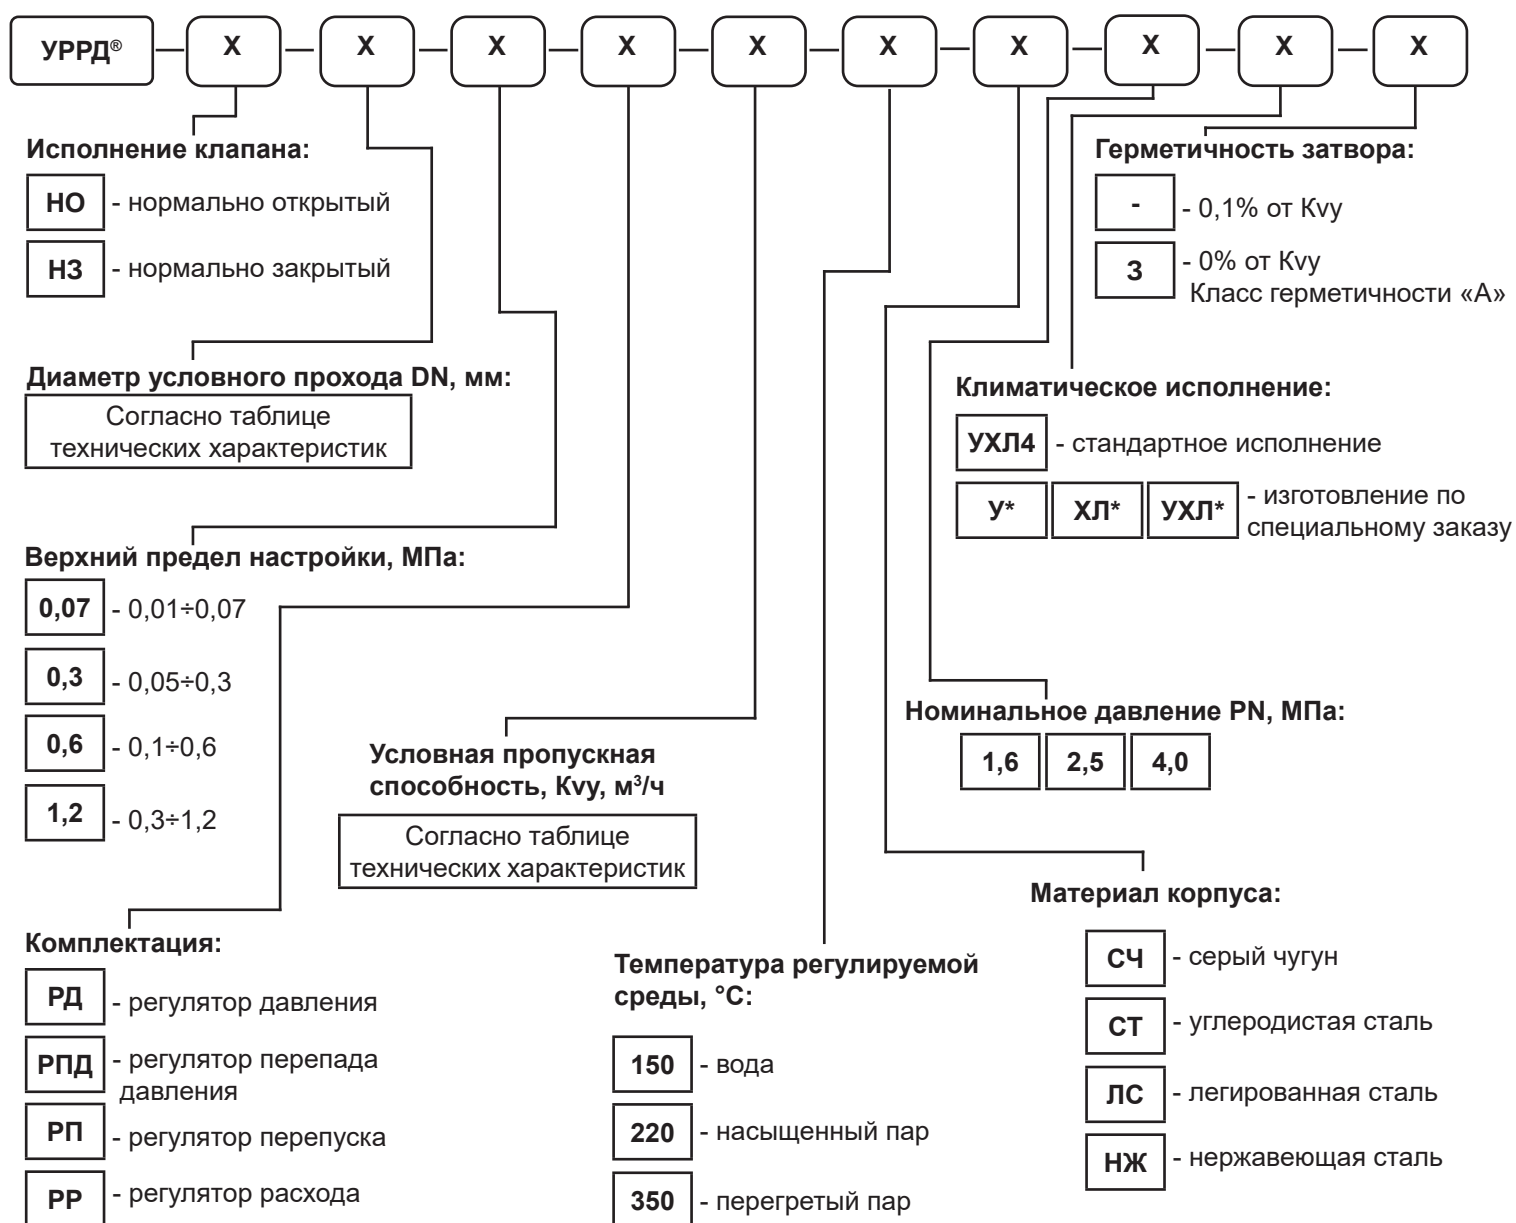 УРРД® Х Х Х Х Х Х Х Х Х Х
Исполнение клапана:
НО - нормально открытый
НЗ - нормально закрытый
Диаметр условного прохода DN, мм:
Согласно таблице
технических характеристик
Верхний предел настройки, МПа:
0,07 - 0,01÷0,07
0,3 - 0,05÷0,3
0,6 - 0,1÷0,6
1,2 - 0,3÷1,2
Комплектация:
РД - регулятор давления
РПД - регулятор перепада
давления
РП - регулятор перепуска
РР - регулятор расхода
Условная пропускная
способность, Kvy, м³/ч
Согласно таблице
технических характеристик
Температура регулируемой
среды, °С:
150 - вода
220 - насыщенный пар
350 - перегретый пар
Материал корпуса:
СЧ - серый чугун
СТ - углеродистая сталь
ЛС - легированная сталь
НЖ - нержавеющая сталь
Номинальное давление PN, МПа:
1,6 2,5 4,0
Климатическое исполнение:
УХЛ4 - стандартное исполнение
У* ХЛ* УХЛ* - изготовление по
специальному заказу
Герметичность затвора:
- - 0,1% от Kvy
З - 0% от Kvy
Класс герметичности «А»